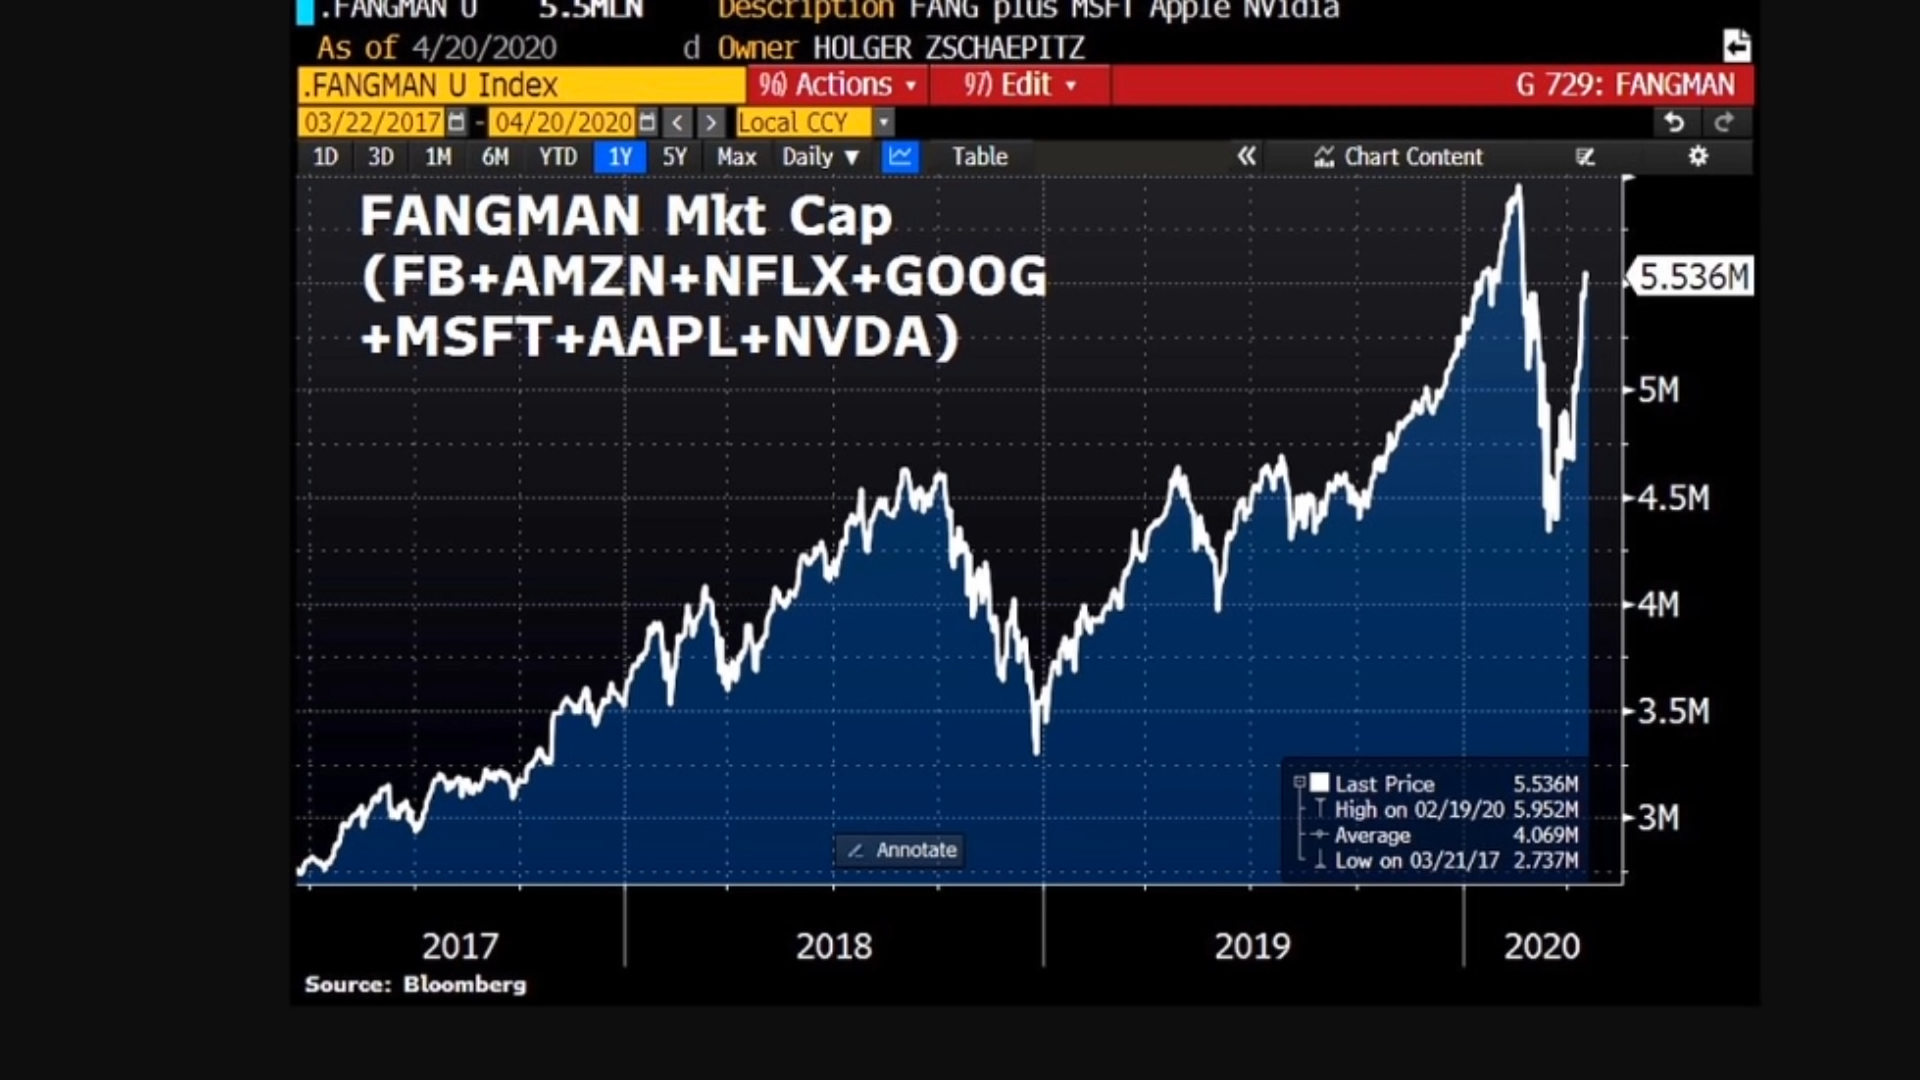 .FANGMAN U 5.5MLN Description FANG plus MSFT Apple NVidia
As of 4/20/2020 d Owner HOLGER ZSCHAEPITZ
.FANGMAN U Index 96) Actions 97) Edit G 729: FANGMAN
03/22/2017 - 04/20/2020 < > Local CCY
1D 3D 1M 6M YTD 1Y 5Y Max Daily ▼ Table « Chart Content
FANGMAN Mkt Cap
(FB+AMZN+NFLX+GOOG
+MSFT+AAPL+NVDA)
5.536M
5M
4.5M
4M
3.5M
3M
Last Price 5.536M
High on 02/19/20 5.952M
Average 4.069M
Low on 03/21/17 2.737M
Annotate
2017 2018 2019 2020
Source: Bloomberg